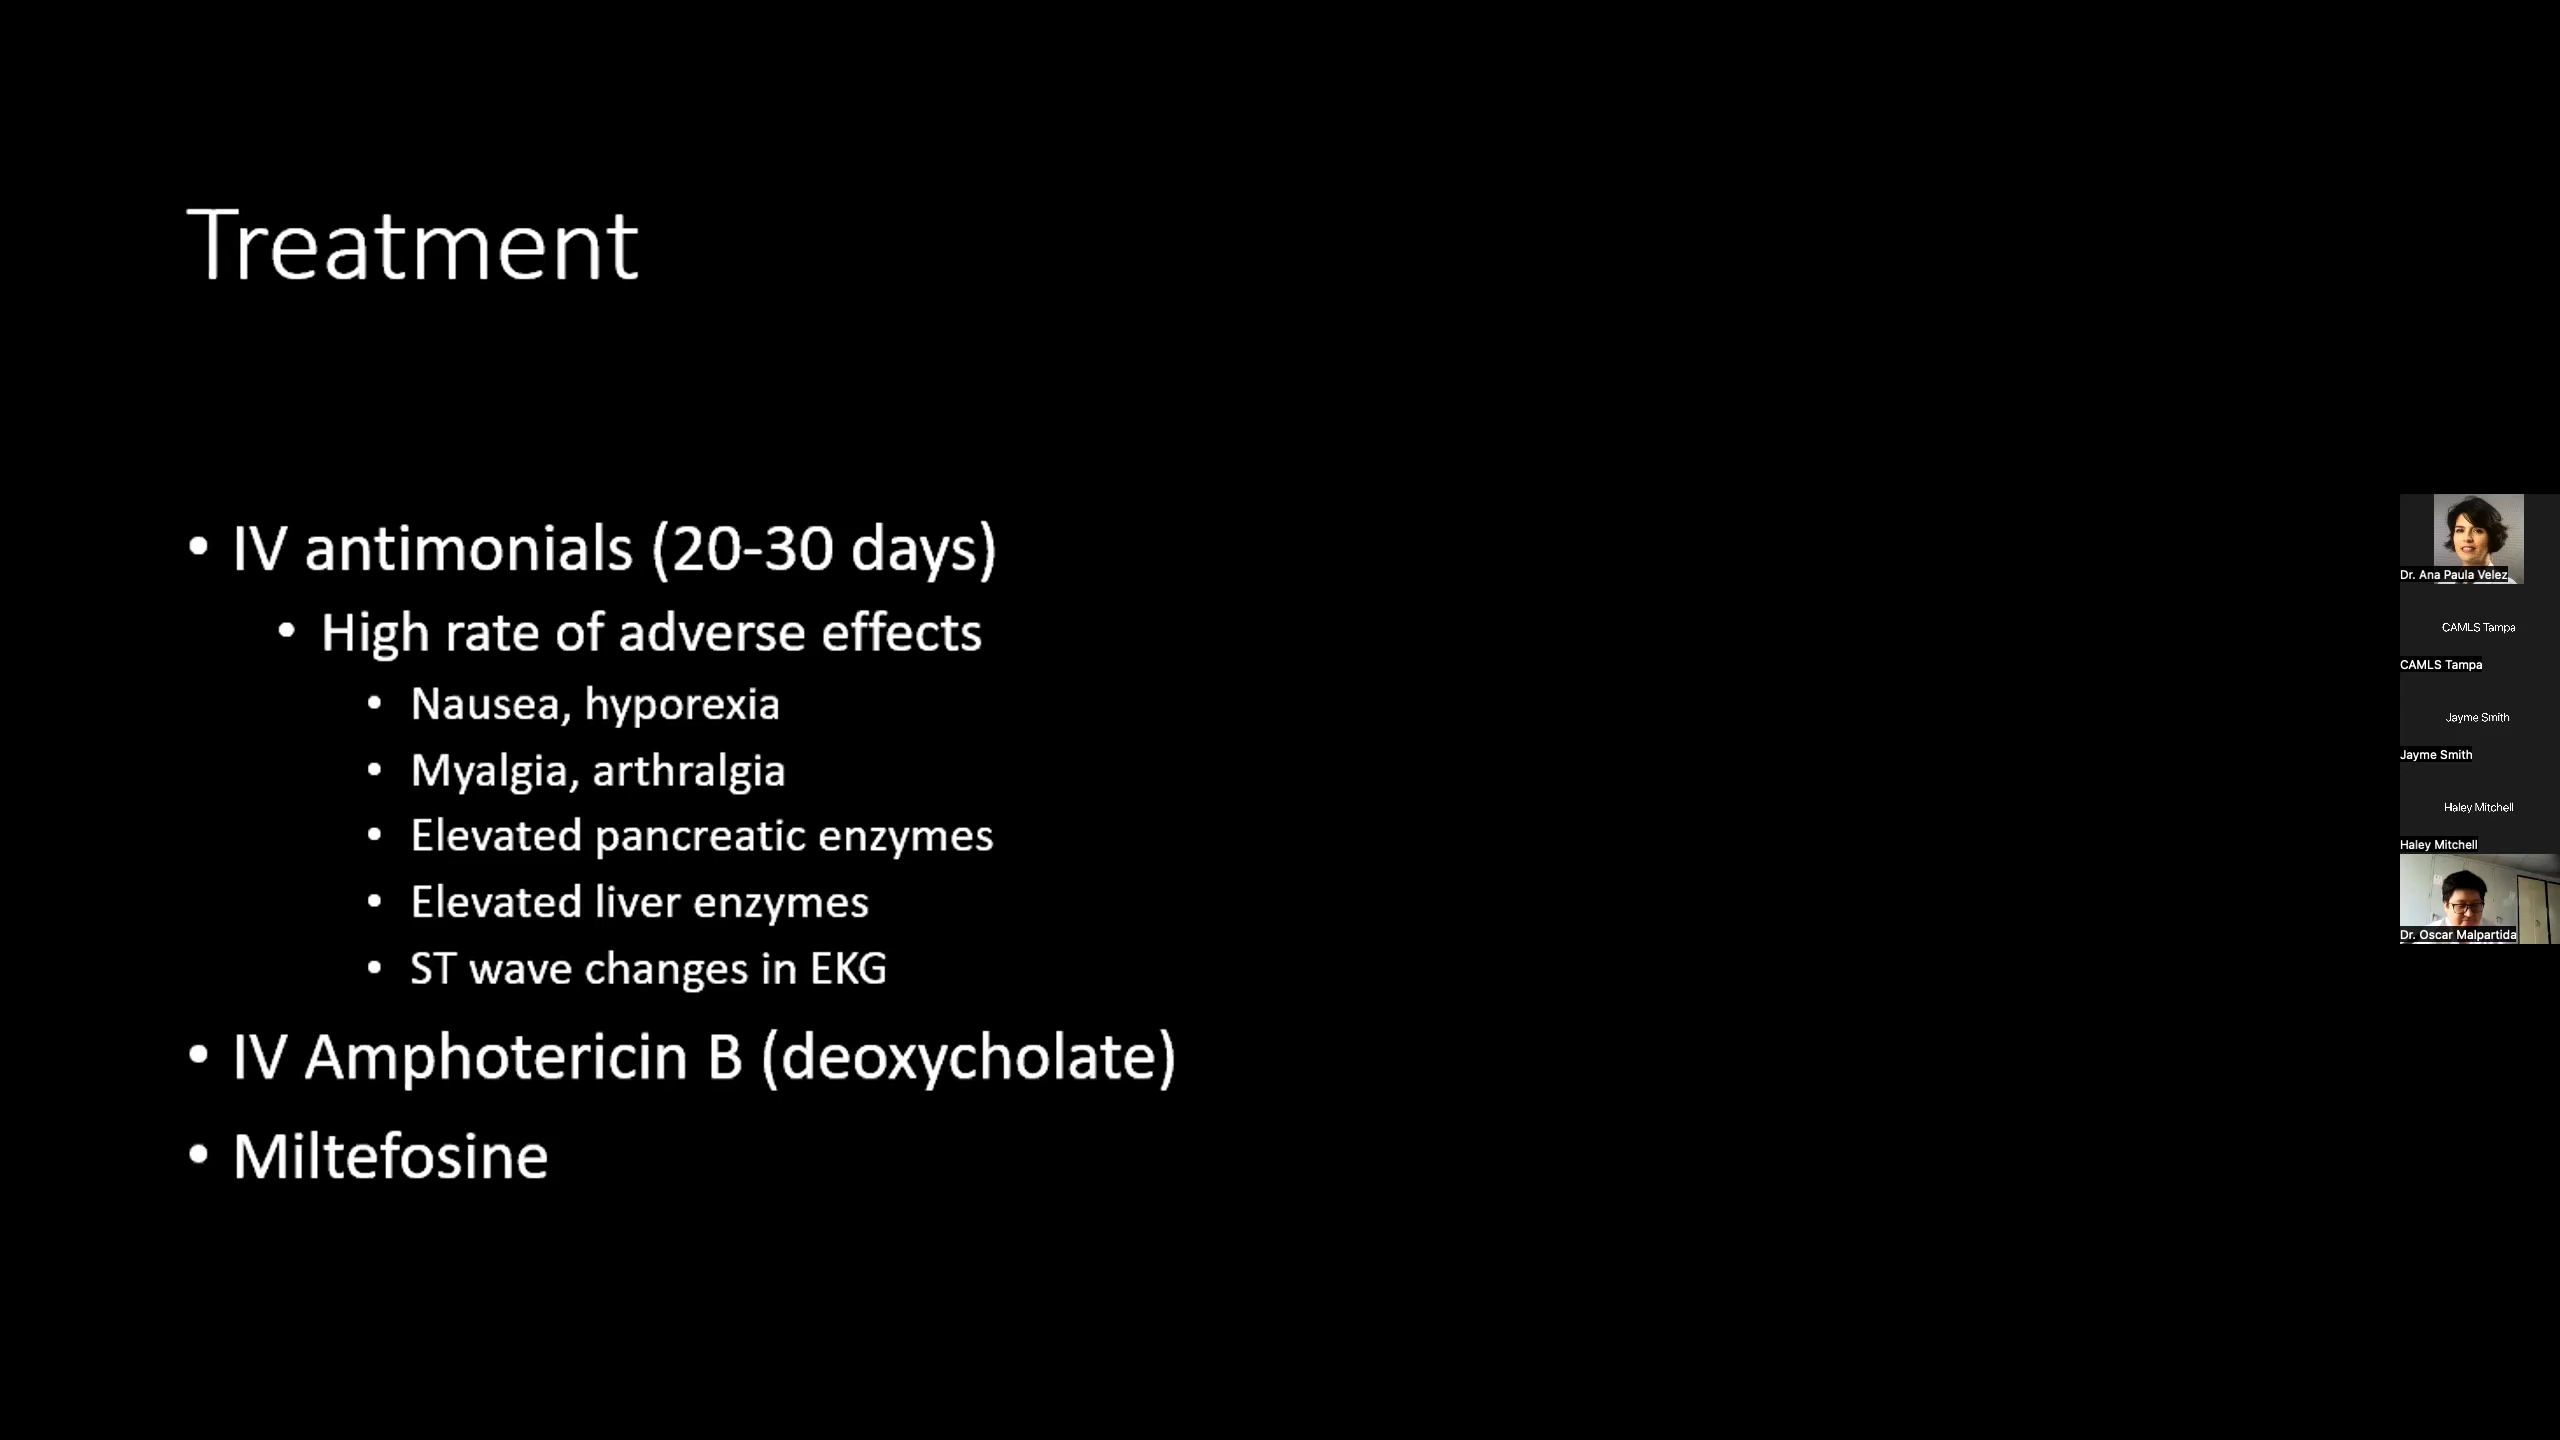 Treatment
• IV antimonials (20-30 days)
• High rate of adverse effects
• Nausea, hyporexia
• Myalgia, arthralgia
• Elevated pancreatic enzymes
• Elevated liver enzymes
• ST wave changes in EKG
• IV Amphotericin B (deoxycholate)
• Miltefosine
Dr. Ana Paula Velez
CAMLS Tampa
CAMLS Tampa
Jayme Smith
Jayme Smith
Haley Mitchell
Haley Mitchell
Dr. Oscar Malpartida